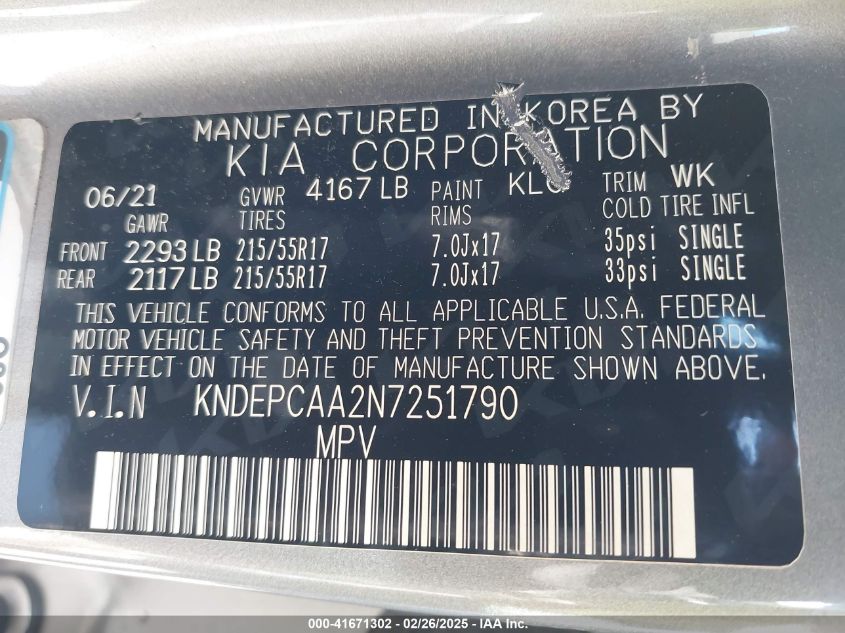 MANUFACTURED IN KOREA BY
KIA CORPORATION
06/21 GVWR 4167 LB PAINT TRIM WK
GAWR TIRES RIMS COLD TIRE INFL
FRONT 2293 LB 215/55R17 7.0Jx17 35psi SINGLE
REAR 2117 LB 215/55R17 7.0Jx17 33psi SINGLE
THIS VEHICLE CONFORMS TO ALL APPLICABLE U.S.A. FEDERAL
MOTOR VEHICLE SAFETY AND THEFT PREVENTION STANDARDS
IN EFFECT ON THE DATE OF MANUFACTURE SHOWN ABOVE.
V.I.N KNDEPCAA2N7251790
MPV
000-41671302 - 02/26/2025 - IAA Inc.